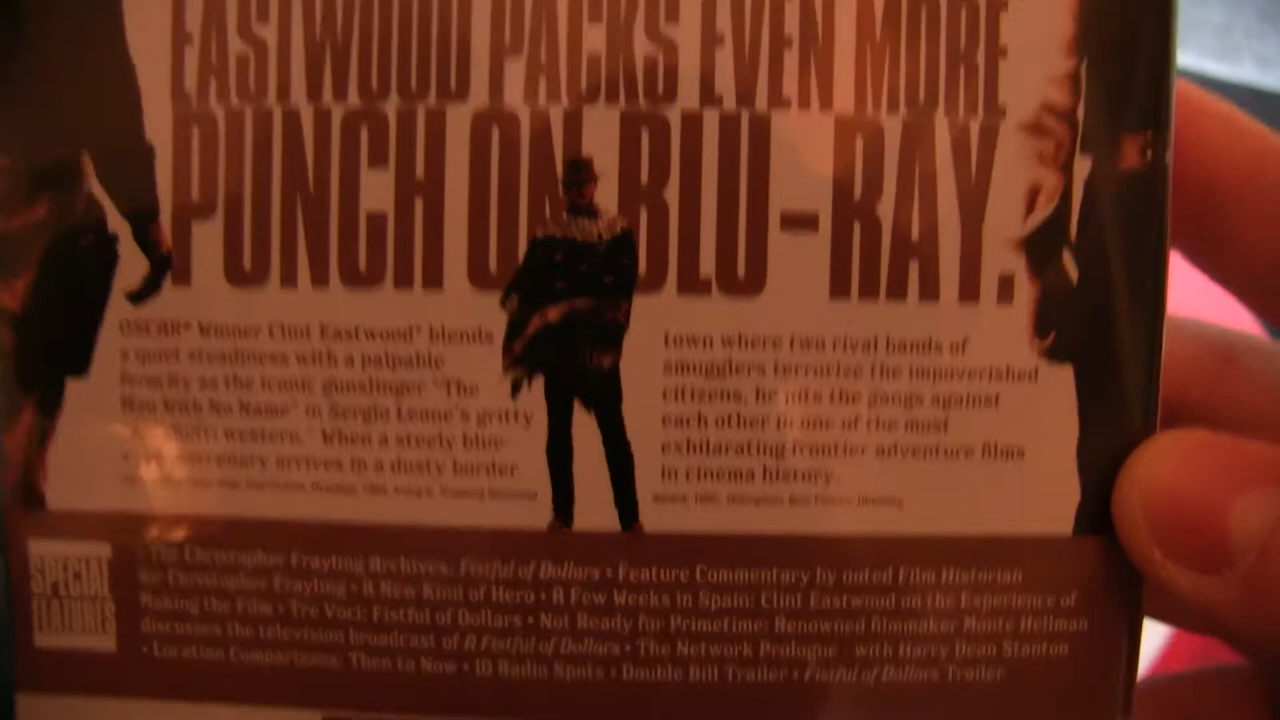 EASTWOOD PACKS EVEN MORE
PUNCH ON BLU-RAY.
OSCAR® Winner Clint Eastwood* blends
a quiet steadiness with a palpable
ferocity as the iconic gunslinger "The
Man With No Name" in Sergio Leone's gritty
western." When a steely blue-
arrives in a dusty border
town where two rival bands of
smugglers terrorize the impoverished
citizens, he pits the gangs against
each other in one of the most
exhilarating frontier adventure films
in cinema history.
SPECIAL
FEATURES
• The Christopher Frayling Archives: Fistful of Dollars • Feature Commentary by noted Film Historian
Sir Christopher Frayling • A New Kind of Hero • A Few Weeks in Spain: Clint Eastwood on the Experience of
Making the Film • Tre Voci: Fistful of Dollars • Not Ready for Primetime: Renowned filmmaker Monte Hellman
discusses the television broadcast of A Fistful of Dollars • The Network Prologue with Harry Dean Stanton
• Location Comparisons: Then to Now • 10 Radio Spots • Double Bill Trailer • Fistful of Dollars Trailer